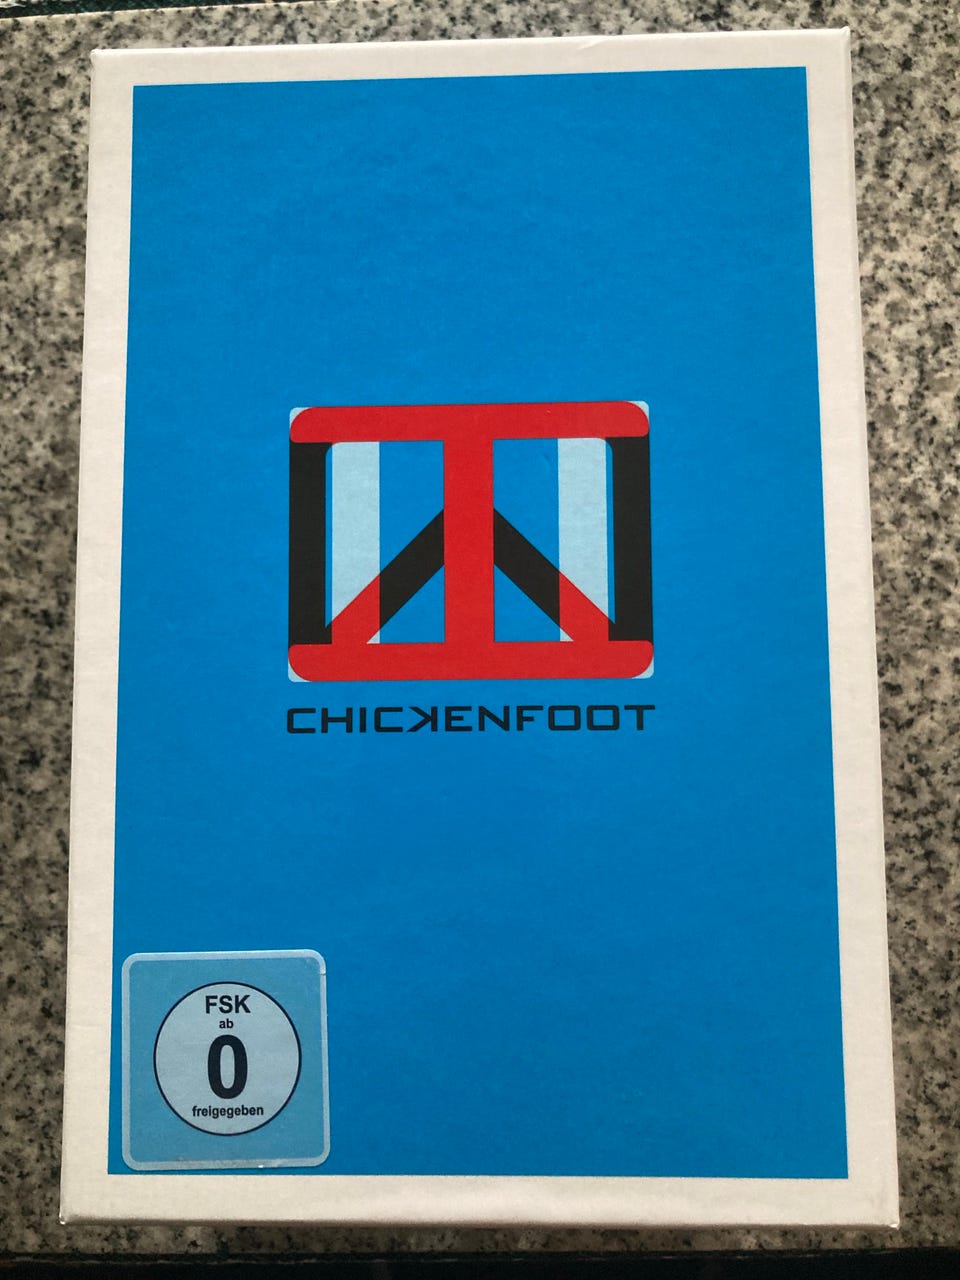 CHICKENFOOT
FSK
ab
0
freigegeben